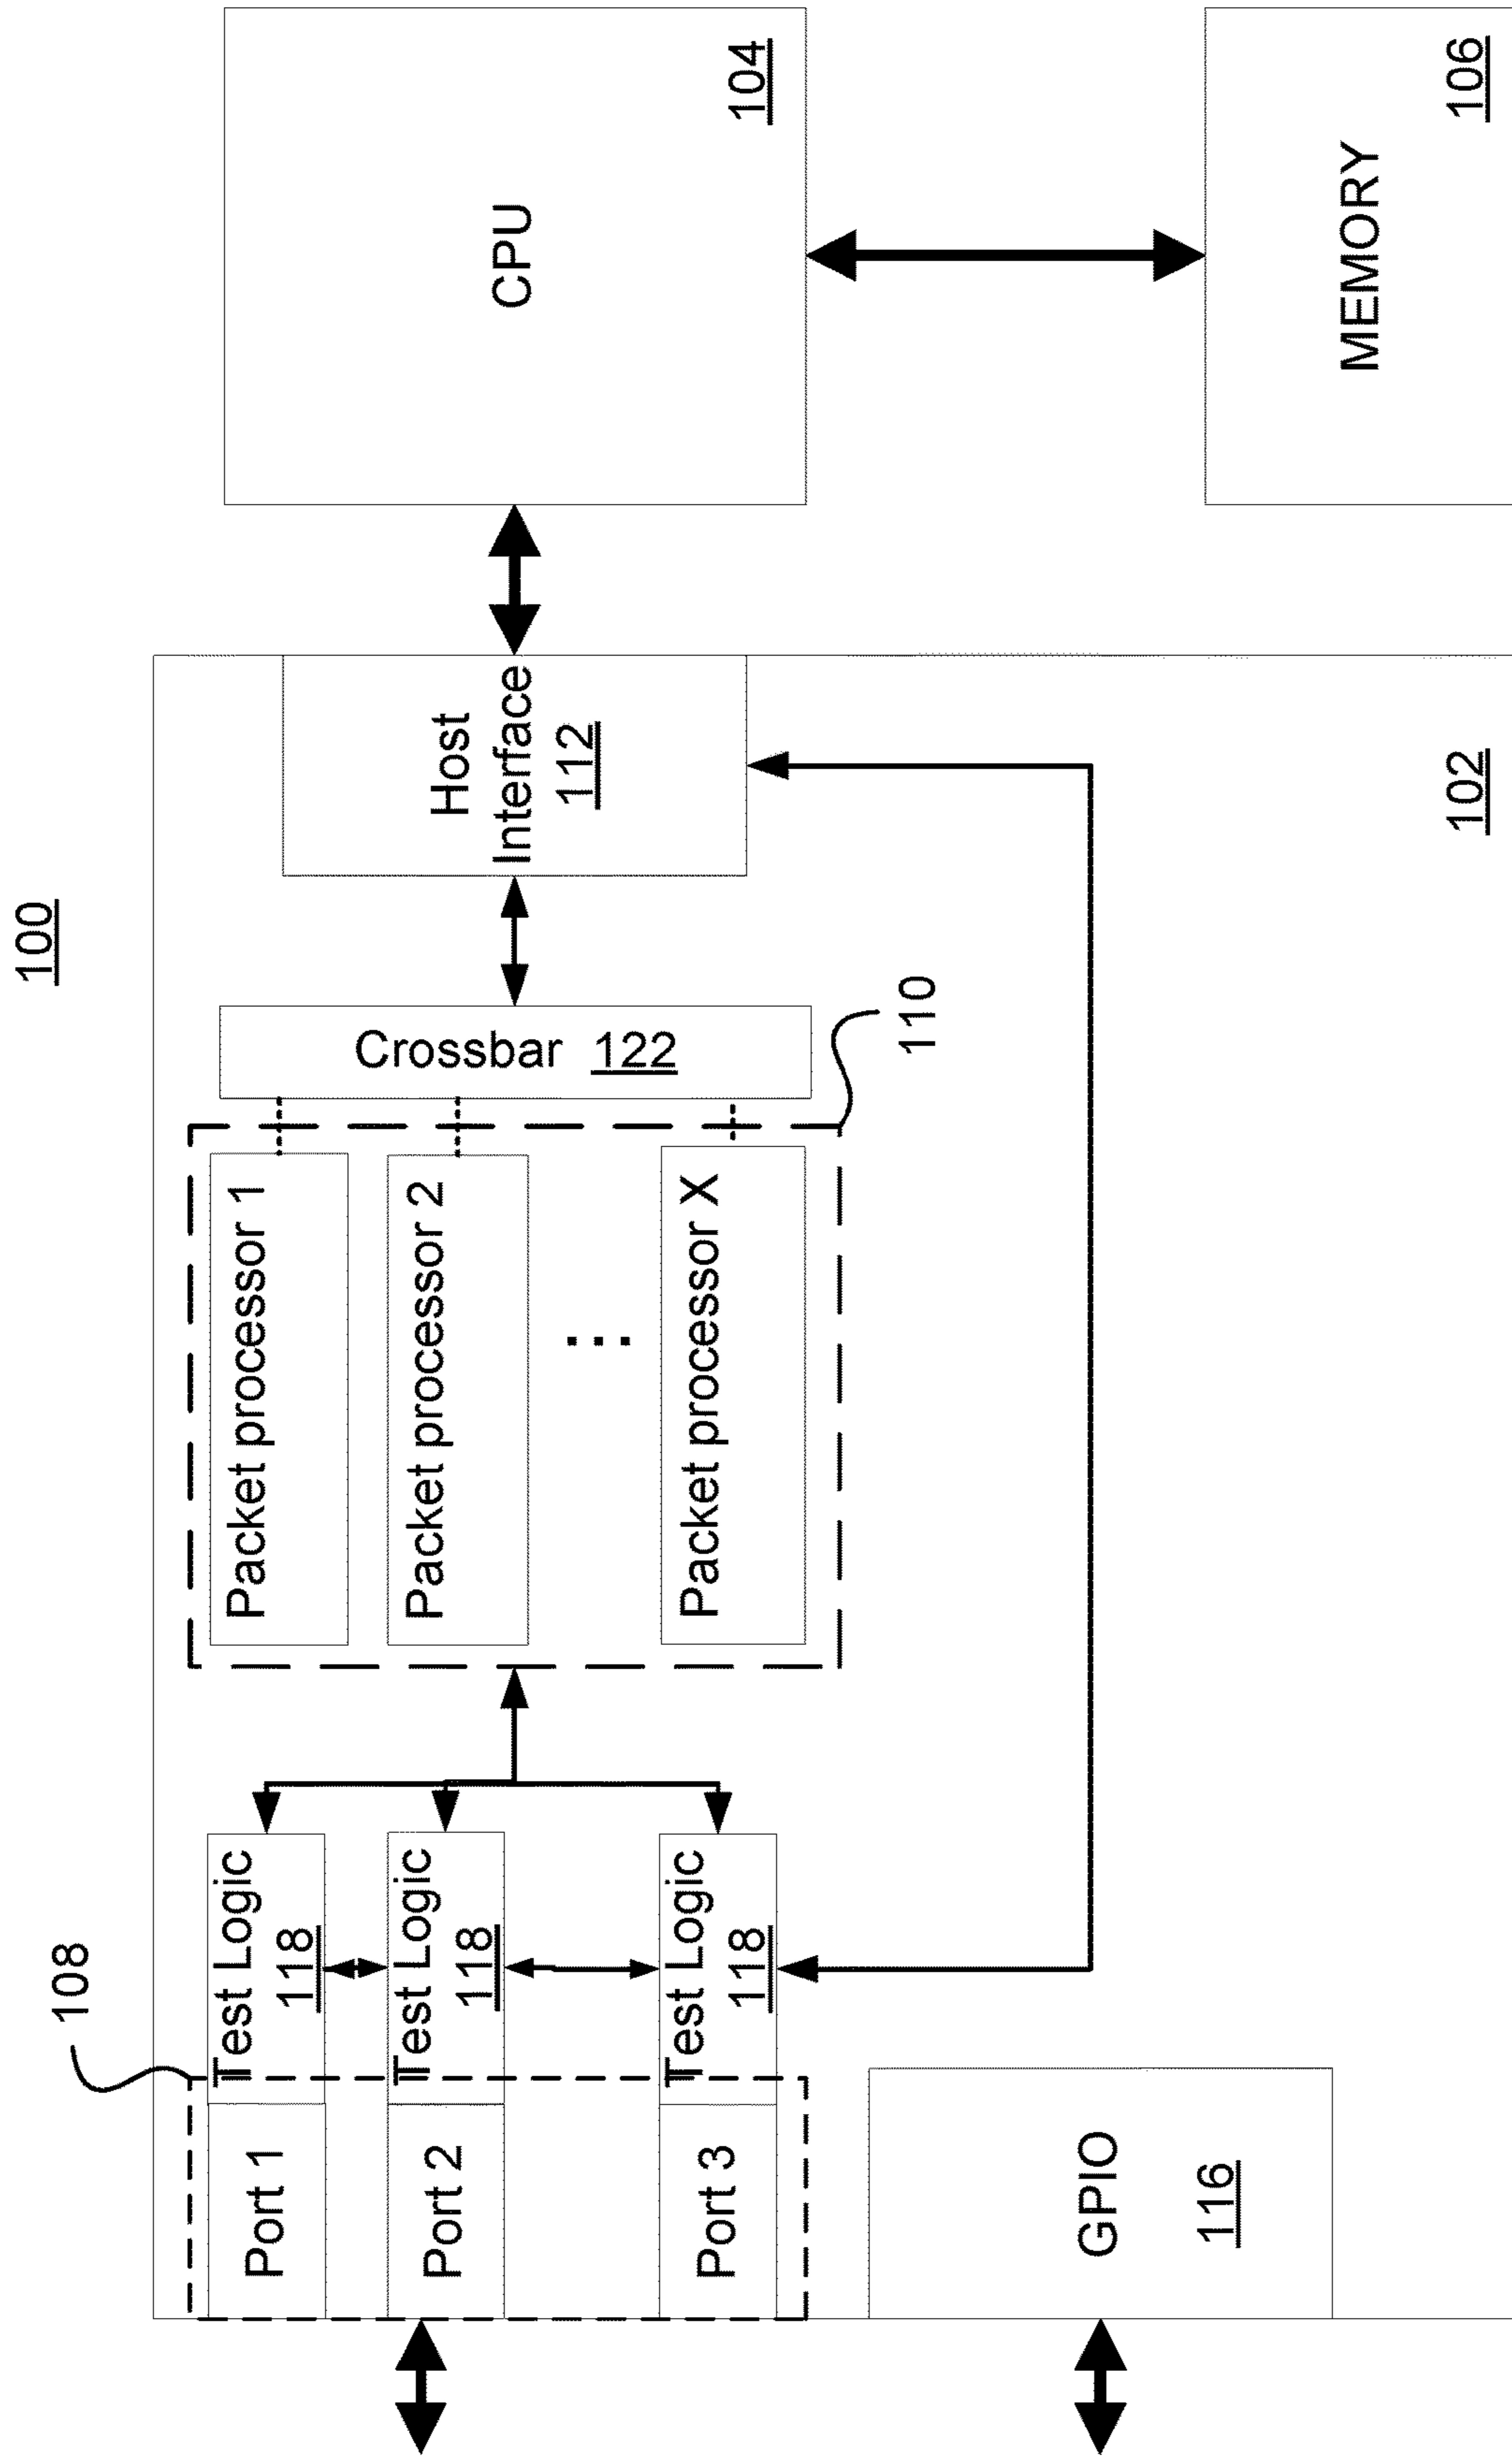 100
108
Port 1
Test Logic
118
Port 2
Test Logic
118
Port 3
Test Logic
118
Packet processor 1
Packet processor 2
...
Packet processor X
110
Crossbar 122
Host
Interface
112
CPU
104
GPIO
116
102
MEMORY
106